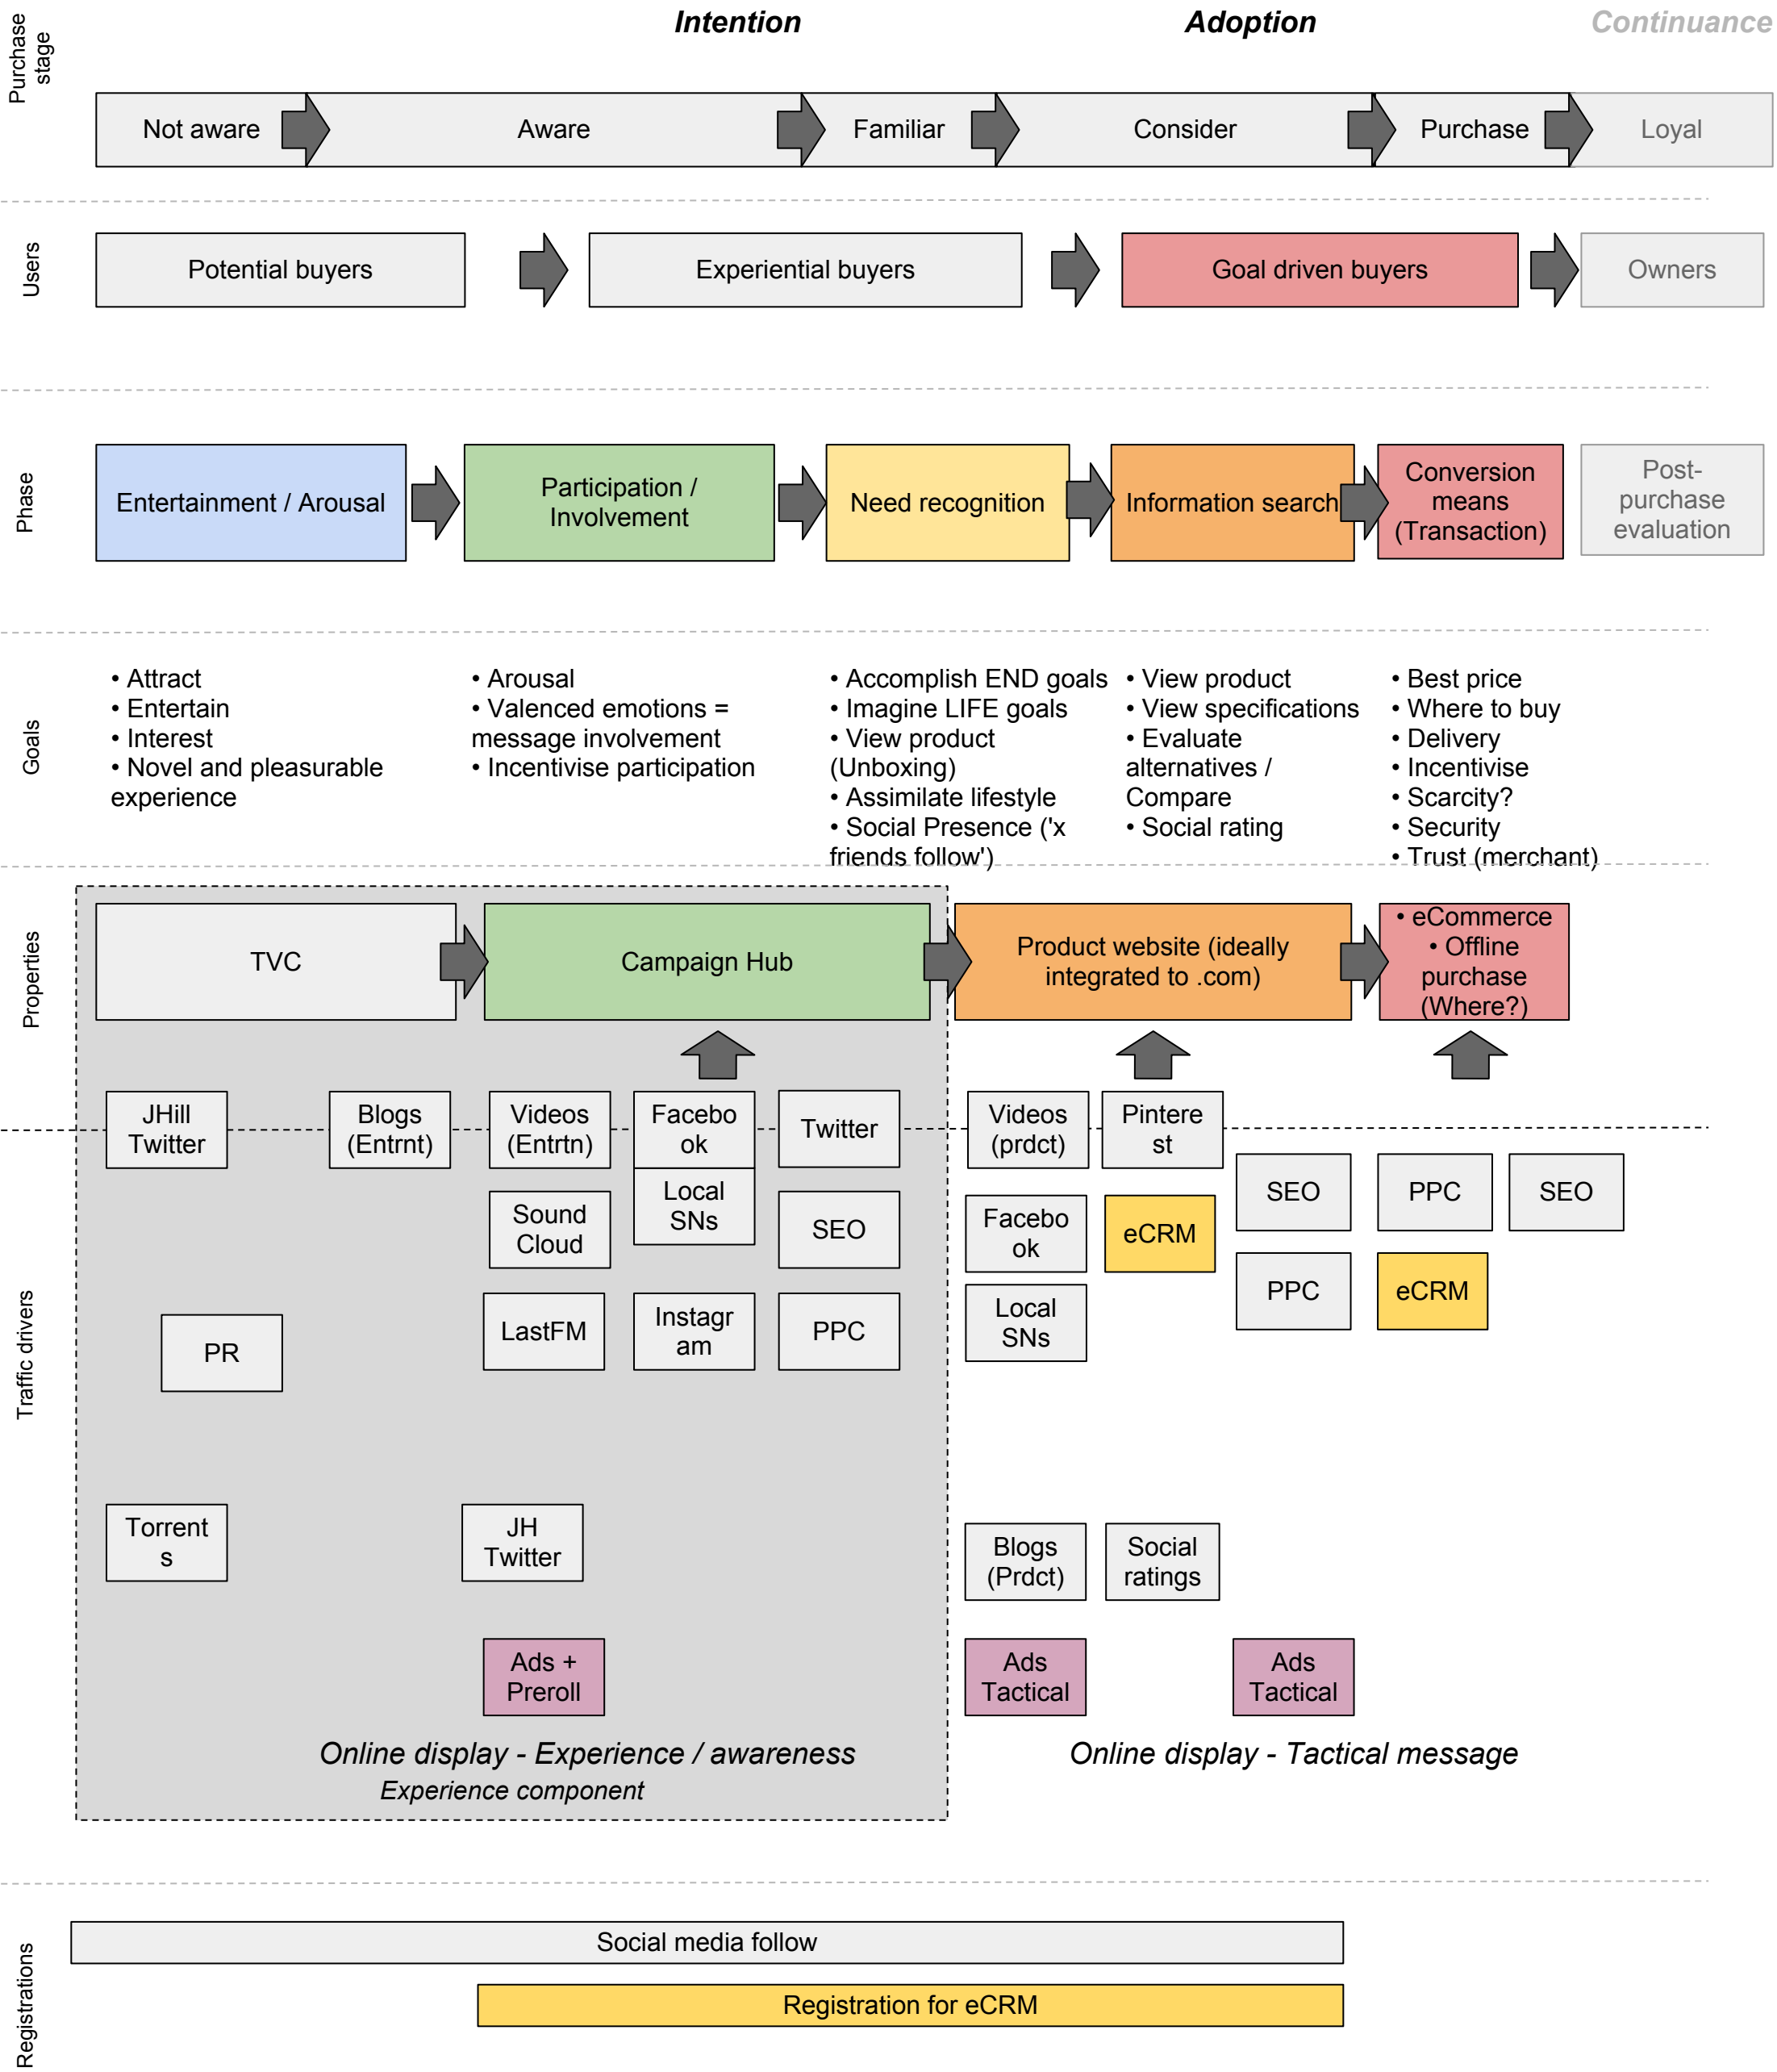 Purchase
stage
Intention
Adoption
Continuance
Not aware
Aware
Familiar
Consider
Purchase
Loyal
Users
Potential buyers
Experiential buyers
Goal driven buyers
Owners
Phase
Entertainment / Arousal
Participation /
Involvement
Need recognition
Information search
Conversion
means
(Transaction)
Post-
purchase
evaluation
Goals
• Attract
• Entertain
• Interest
• Novel and pleasurable
experience
• Arousal
• Valenced emotions =
message involvement
• Incentivise participation
• Accomplish END goals
• Imagine LIFE goals
• View product
(Unboxing)
• Assimilate lifestyle
• Social Presence ('x
friends follow')
• View product
• View specifications
• Evaluate
alternatives /
Compare
• Social rating
• Best price
• Where to buy
• Delivery
• Incentivise
• Scarcity?
• Security
• Trust (merchant)
Properties
TVC
Campaign Hub
Product website (ideally
integrated to .com)
• eCommerce
• Offline
purchase
(Where?)
Traffic drivers
JHill
Twitter
Blogs
(Entrnt)
Videos
(Entrtn)
Facebo
ok
Twitter
Videos
(prdct)
Pintere
st
Sound
Cloud
Local
SNs
SEO
Facebo
ok
eCRM
SEO
PPC
SEO
PR
LastFM
Instagr
am
PPC
Local
SNs
PPC
eCRM
Torrent
s
JH
Twitter
Blogs
(Prdct)
Social
ratings
Ads +
Preroll
Ads
Tactical
Ads
Tactical
Online display - Experience / awareness
Experience component
Online display - Tactical message
Registrations
Social media follow
Registration for eCRM